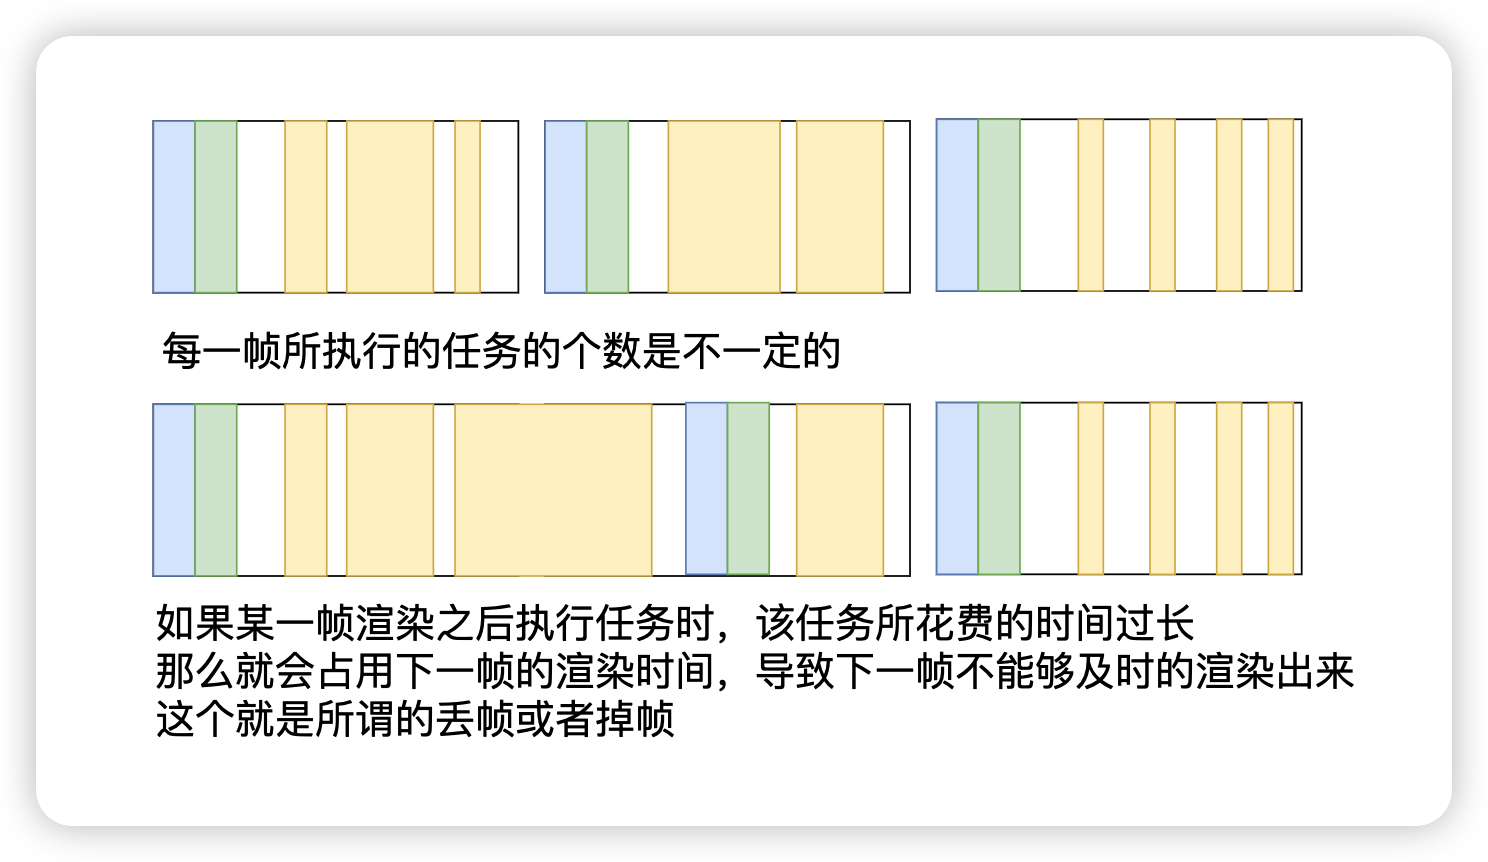 每一帧所执行的任务的个数是不一定的
如果某一帧渲染之后执行任务时，该任务所花费的时间过长
那么就会占用下一帧的渲染时间，导致下一帧不能够及时的渲染出来
这个就是所谓的丢帧或者掉帧